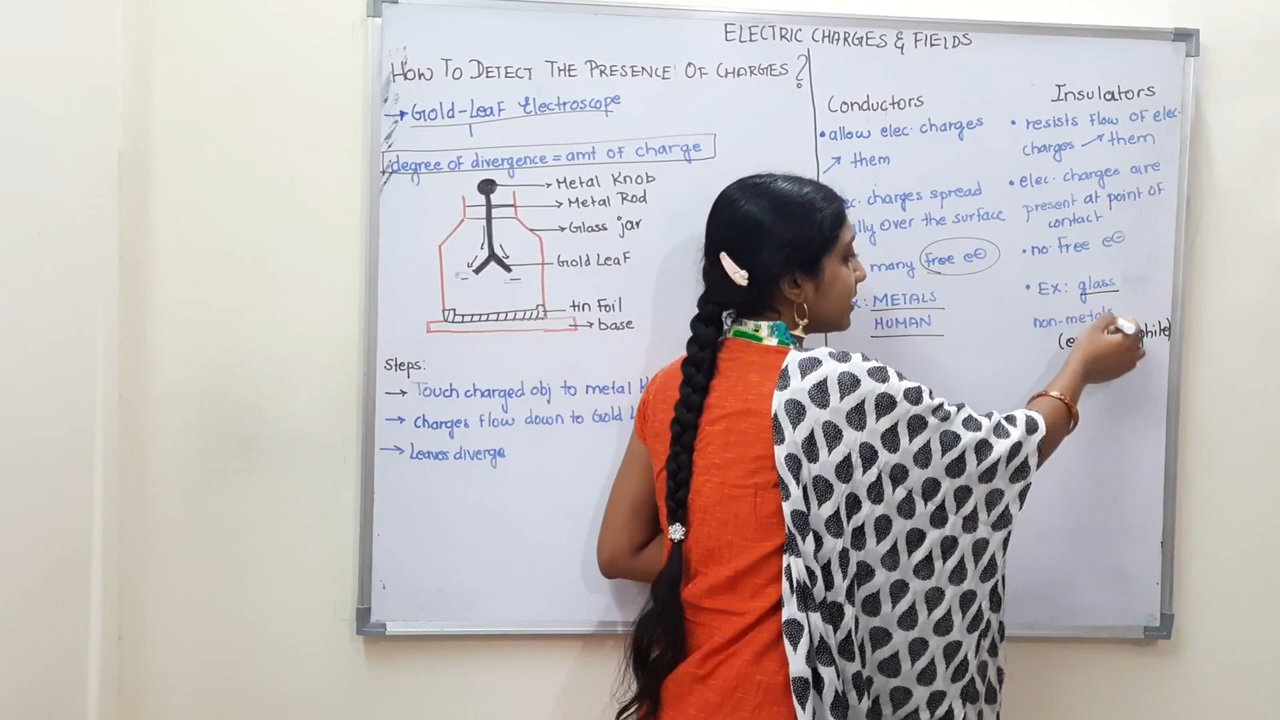 ELECTRIC CHARGES & FIELDS
HOW TO DETECT THE PRESENCE OF CHARGES?
→ Gold-Leaf Electroscope
degree of divergence = amt of charge
Metal Knob
Metal Rod
Glass jar
Gold Leaf
tin Foil
base
Steps:
→ Touch charged obj to metal
→ Charges flow down to Gold
→ Leaves diverge
Conductors
• allow elec. charges
↗ them
charges spread
over the surface
many free e⊖
METALS
HUMAN
Insulators
• resists flow of elec.
charges ↗ them
• elec. charges are
present at point of
contact
• no free e⊖
• Ex: glass
non-metals